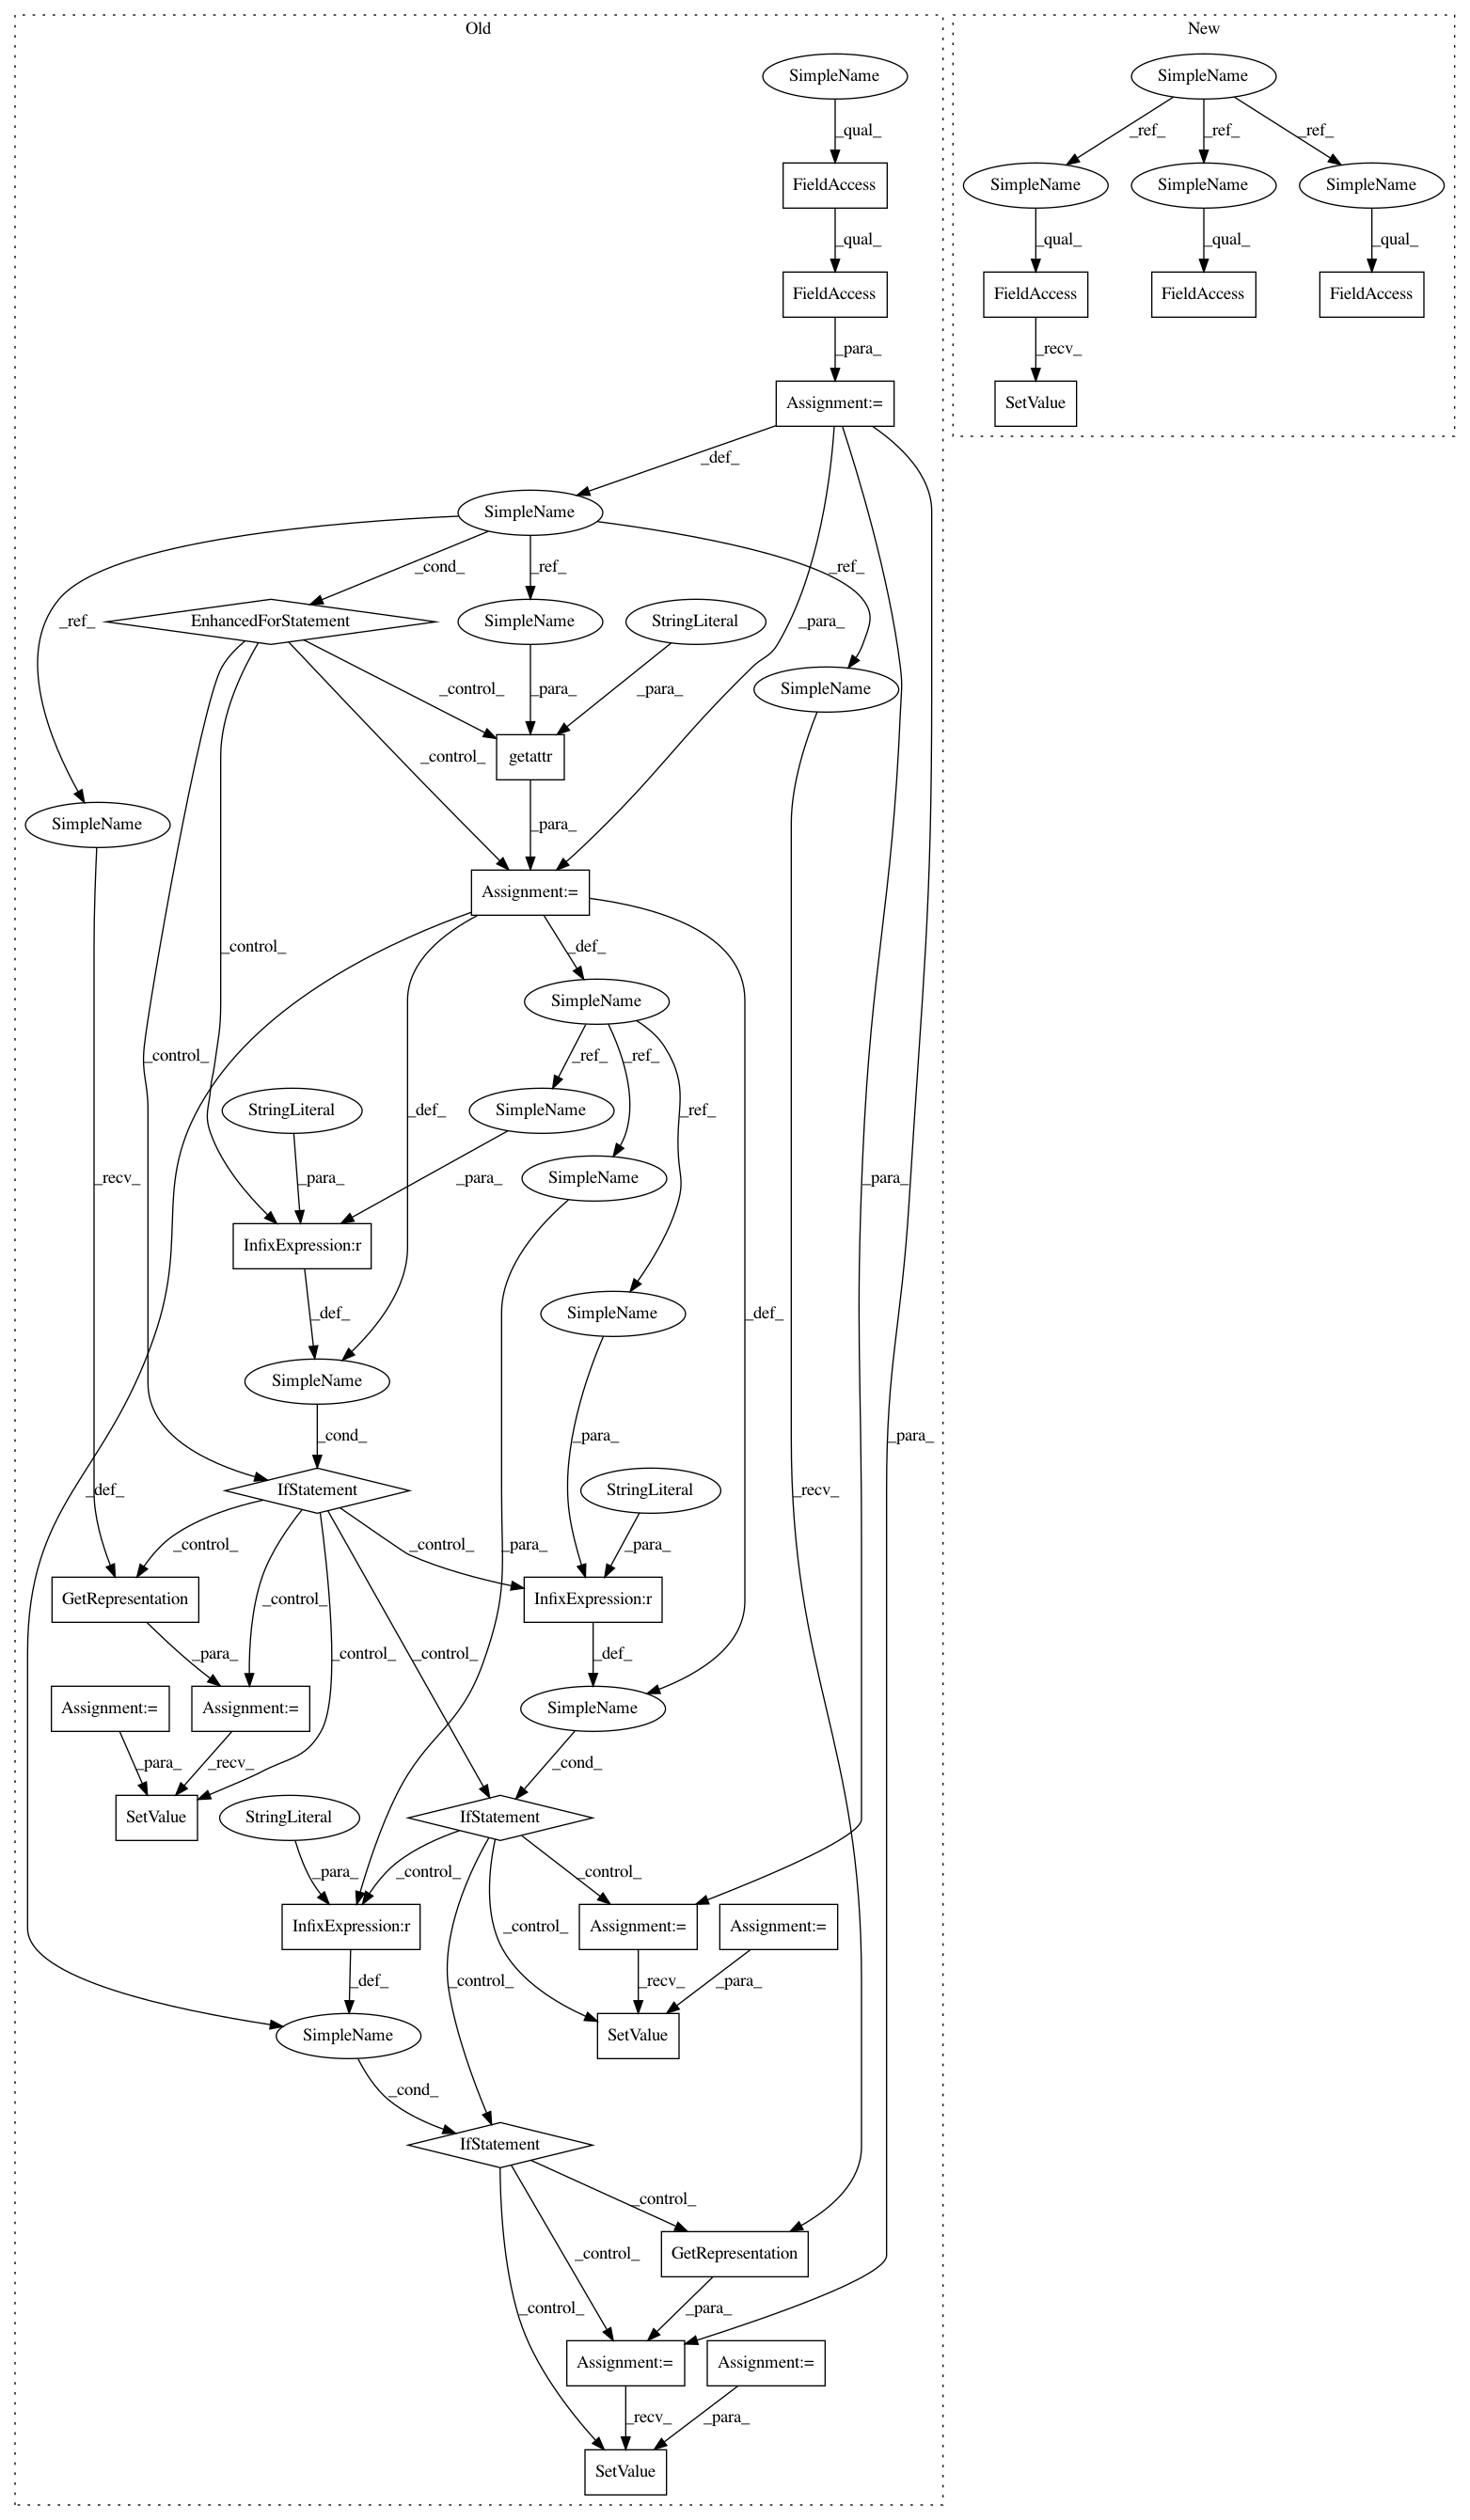 Old
New
SimpleName
SimpleName
_qual_
_ref_
_ref_
_ref_
FieldAccess
SimpleName
SimpleName
SimpleName
_qual_
_qual_
_qual_
_qual_
FieldAccess
FieldAccess
FieldAccess
FieldAccess
_para_
_recv_
Assignment:=
SetValue
_def_
SimpleName
_cond_
_ref_
_ref_
_ref_
EnhancedForStatement
SimpleName
StringLiteral
_para_
_control_
_para_
_para_
SimpleName
_control_
getattr
SimpleName
_para_
Assignment:=
_control_
_def_
SimpleName
_control_
_ref_
_ref_
StringLiteral
SimpleName
_def_
_ref_
_recv_
_para_
_para_
SimpleName
_para_
InfixExpression:r
_def_
SimpleName
_def_
SimpleName
_cond_
_para_
_para_
_def_
IfStatement
StringLiteral
_recv_
_control_
_control_
_para_
_para_
GetRepresentation
_control_
InfixExpression:r
_para_
_control_
_control_
_def_
Assignment:=
Assignment:=
SimpleName
_para_
_recv_
_cond_
SetValue
StringLiteral
IfStatement
_para_
_control_
_control_
InfixExpression:r
_control_
Assignment:=
Assignment:=
_def_
_control_
_recv_
_para_
SimpleName
SetValue
_cond_
IfStatement
_control_
_control_
GetRepresentation
_control_
_para_
Assignment:=
Assignment:=
_recv_
_para_
SetValue